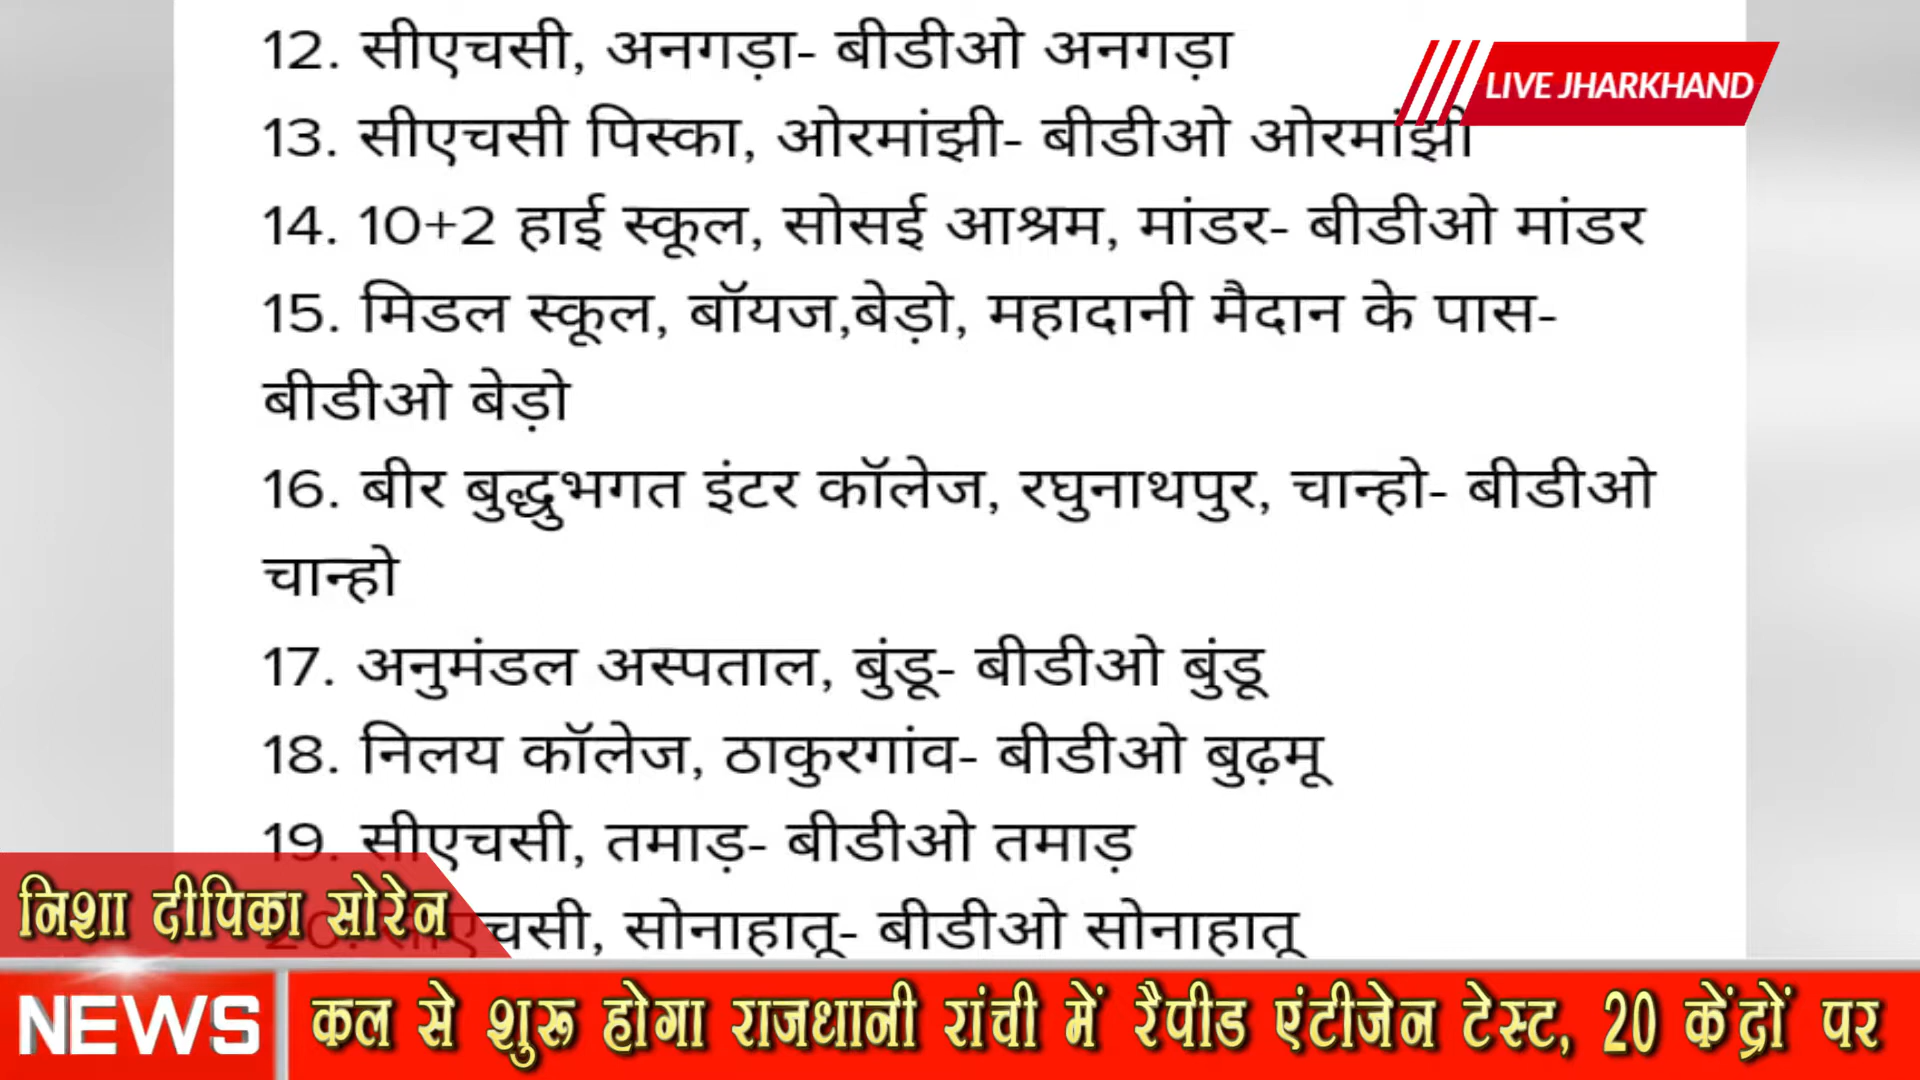 12. सीएचसी, अनगड़ा- बीडीओ अनगड़ा
LIVE JHARKHAND
13. सीएचसी पिस्का, ओरमांझी- बीडीओ ओरमांझी
14. 10+2 हाई स्कूल, सोसई आश्रम, मांडर- बीडीओ मांडर
15. मिडल स्कूल, बॉयज,बेड़ो, महादानी मैदान के पास-
बीडीओ बेड़ो
16. बीर बुद्धुभगत इंटर कॉलेज, रघुनाथपुर, चान्हो- बीडीओ
चान्हो
17. अनुमंडल अस्पताल, बुंडू- बीडीओ बुंडू
18. निलय कॉलेज, ठाकुरगांव- बीडीओ बुढ़मू
19. सीएचसी, तमाड़- बीडीओ तमाड़
20. सीएचसी, सोनाहातू- बीडीओ सोनाहातू
निशा दीपिका सोरेन
NEWS कल से शुरू होगा राजधानी रांची में रैपीड एंटीजेन टेस्ट, 20 केंद्रों पर